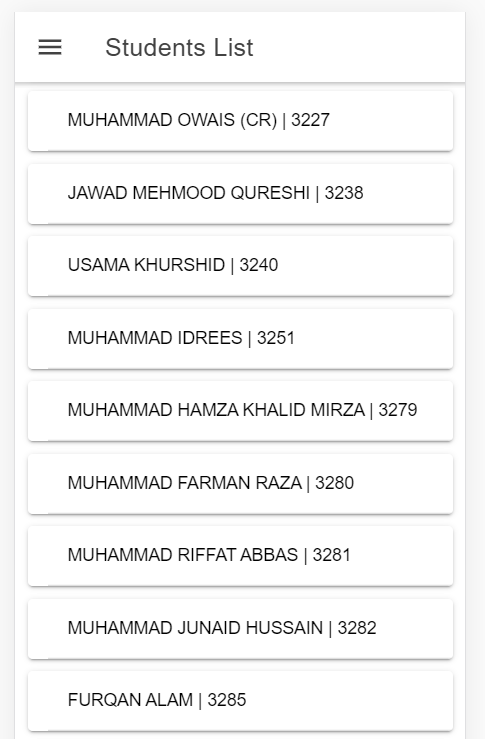 Students List
MUHAMMAD OWAIS (CR) | 3227
JAWAD MEHMOOD QURESHI | 3238
USAMA KHURSHID | 3240
MUHAMMAD IDREES | 3251
MUHAMMAD HAMZA KHALID MIRZA | 3279
MUHAMMAD FARMAN RAZA | 3280
MUHAMMAD RIFFAT ABBAS | 3281
MUHAMMAD JUNAID HUSSAIN | 3282
FURQAN ALAM | 3285